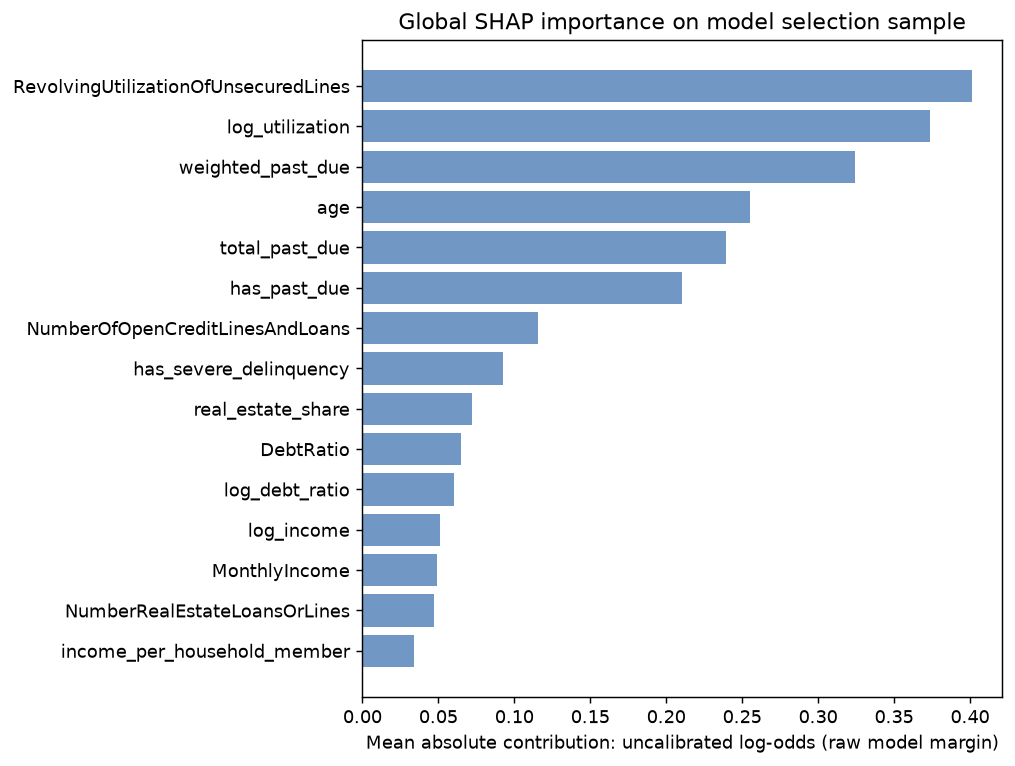 Global SHAP importance on model selection sample
RevolvingUtilizationOfUnsecuredLines
log_utilization
weighted_past_due
age
total_past_due
has_past_due
NumberOfOpenCreditLinesAndLoans
has_severe_delinquency
real_estate_share
DebtRatio
log_debt_ratio
log_income
MonthlyIncome
NumberRealEstateLoansOrLines
income_per_household_member
0.00 0.05 0.10 0.15 0.20 0.25 0.30 0.35 0.40
Mean absolute contribution: uncalibrated log-odds (raw model margin)